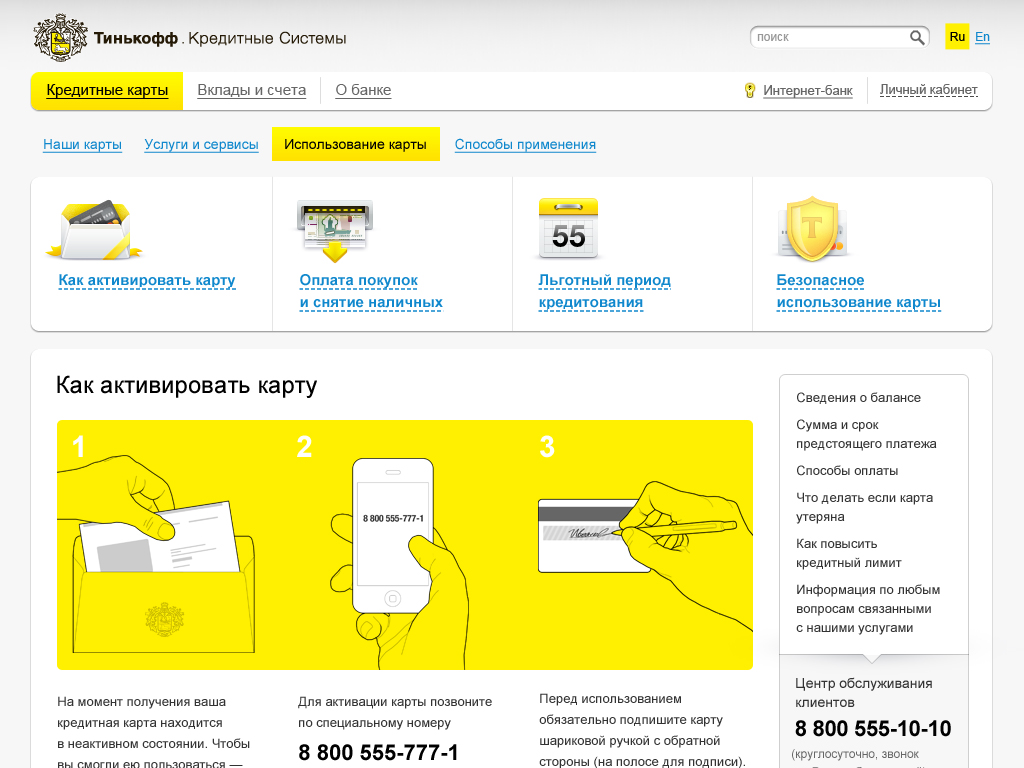 Тинькофф . Кредитные Системы
поиск
Ru En
Кредитные карты Вклады и счета О банке Интернет-банк Личный кабинет
Наши карты Услуги и сервисы Использование карты Способы применения
55
T
Как активировать карту
Оплата покупок
и снятие наличных
Льготный период
кредитования
Безопасное
использование карты
Как активировать карту
1 2 3
8 800 555-777-1
На момент получения ваша
кредитная карта находится
в неактивном состоянии. Чтобы
вы смогли ею пользоваться —
Для активации карты позвоните
по специальному номеру
8 800 555-777-1
Перед использованием
обязательно подпишите карту
шариковой ручкой с обратной
стороны (на полосе для подписи).
Сведения о балансе
Сумма и срок
предстоящего платежа
Способы оплаты
Что делать если карта
утеряна
Как повысить
кредитный лимит
Информация по любым
вопросам связанными
с нашими услугами
Центр обслуживания
клиентов
8 800 555-10-10
(круглосуточно, звонок